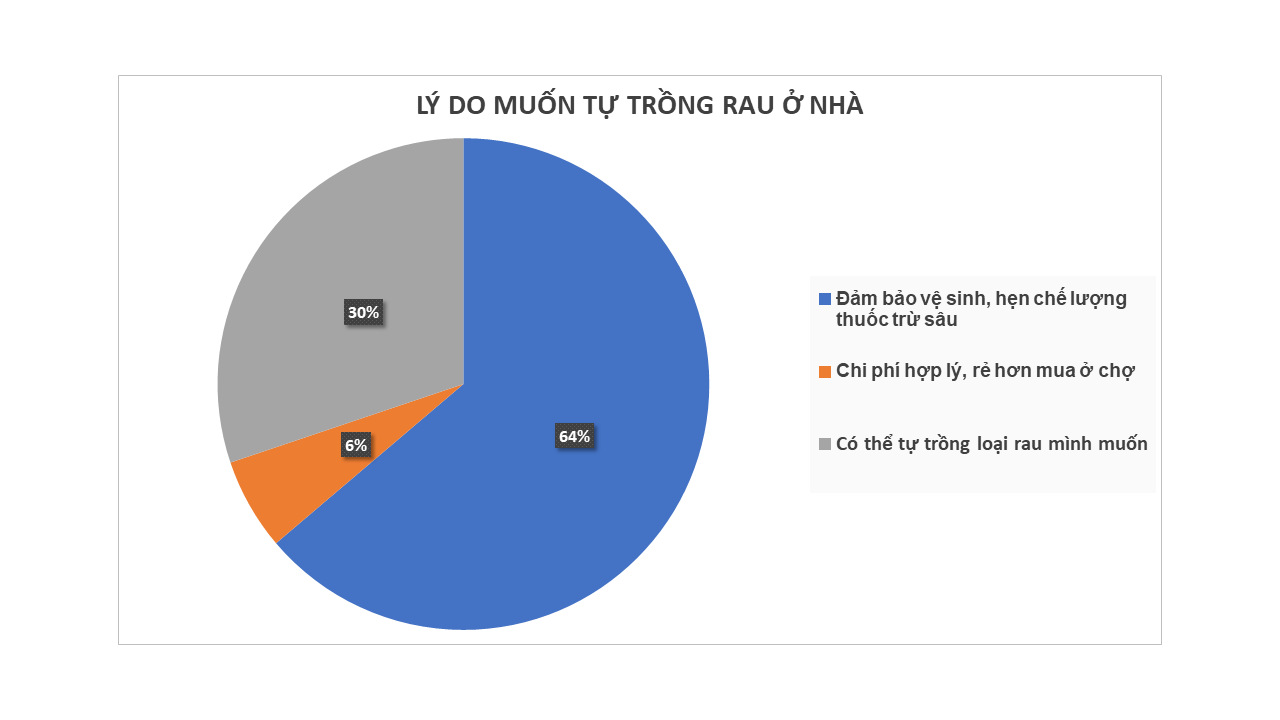 LÝ DO MUỐN TỰ TRỒNG RAU Ở NHÀ
30%
6%
64%
Đảm bảo vệ sinh, hạn chế lượng
thuốc trừ sâu
Chi phí hợp lý, rẻ hơn mua ở chợ
Có thể tự trồng loại rau mình muốn